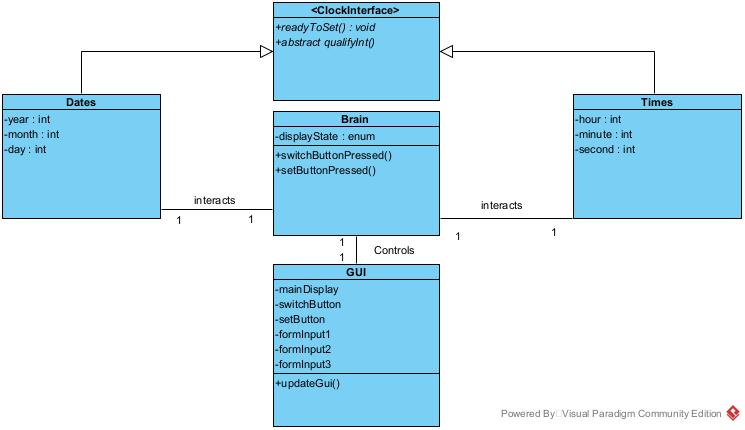 <ClockInterface>
+readyToSet() : void
+abstract qualifyInt()
Dates
-year : int
-month : int
-day : int
Brain
-displayState : enum
+switchButtonPressed()
+setButtonPressed()
Times
-hour : int
-minute : int
-second : int
interacts
1
1
interacts
1
1
1
1
Controls
GUI
-mainDisplay
-switchButton
-setButton
-formInput1
-formInput2
-formInput3
+updateGui()
Powered By Visual Paradigm Community Edition